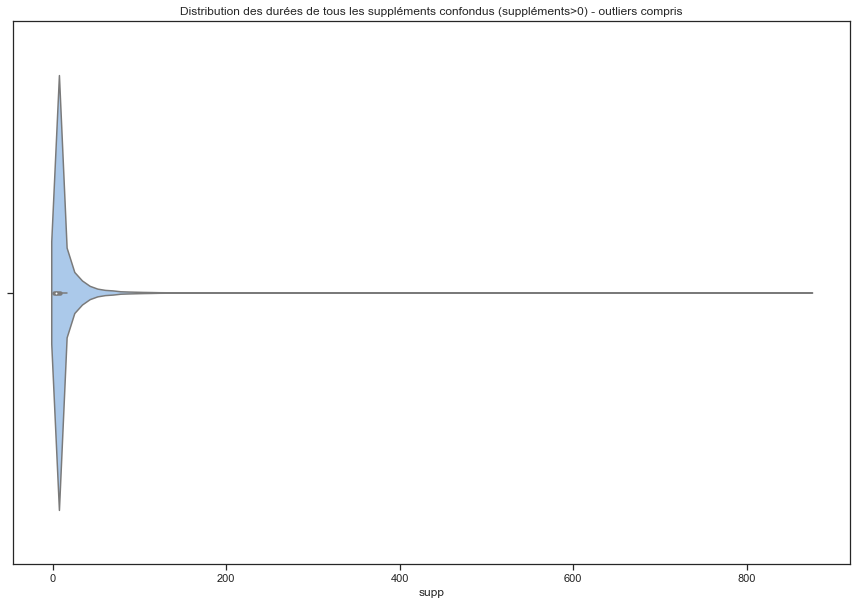 Distribution des durées de tous les suppléments confondus (suppléments>0) - outliers compris
0 200 400 600 800
supp